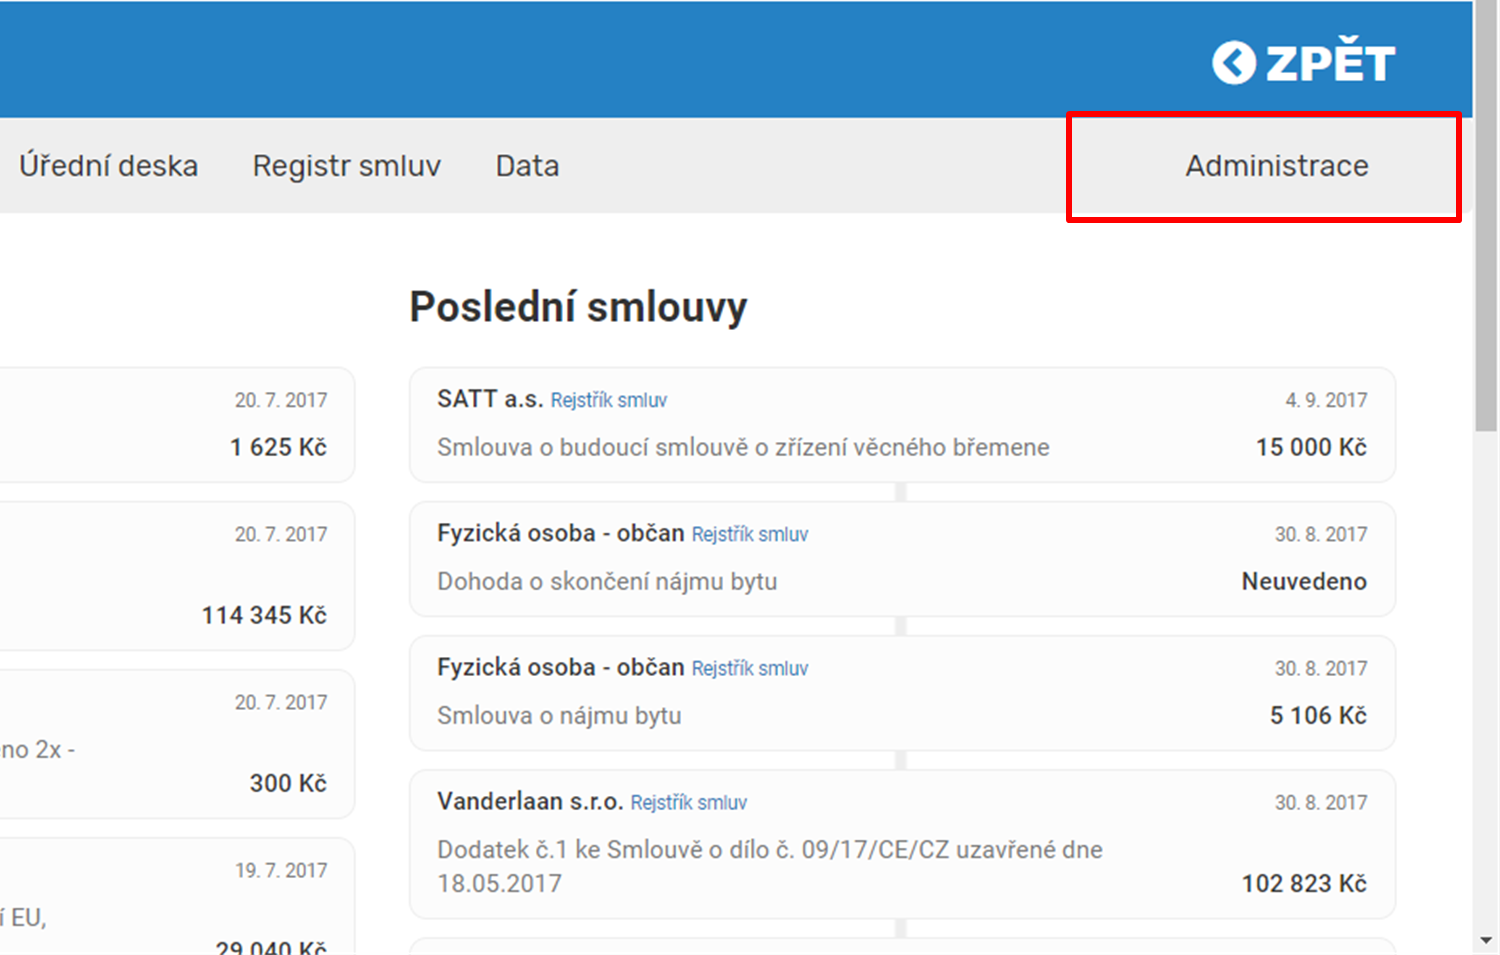 ZPĚT
Úřední deska Registr smluv Data Administrace
20. 7. 2017
1 625 Kč
20. 7. 2017
114 345 Kč
20. 7. 2017
no 2x -
300 Kč
19. 7. 2017
í EU,
29 040 Kč
Poslední smlouvy
SATT a.s. Rejstřík smluv 4. 9. 2017
Smlouva o budoucí smlouvě o zřízení věcného břemene 15 000 Kč
Fyzická osoba - občan Rejstřík smluv 30. 8. 2017
Dohoda o skončení nájmu bytu Neuvedeno
Fyzická osoba - občan Rejstřík smluv 30. 8. 2017
Smlouva o nájmu bytu 5 106 Kč
Vanderlaan s.r.o. Rejstřík smluv 30. 8. 2017
Dodatek č.1 ke Smlouvě o dílo č. 09/17/CE/CZ uzavřené dne
18.05.2017 102 823 Kč